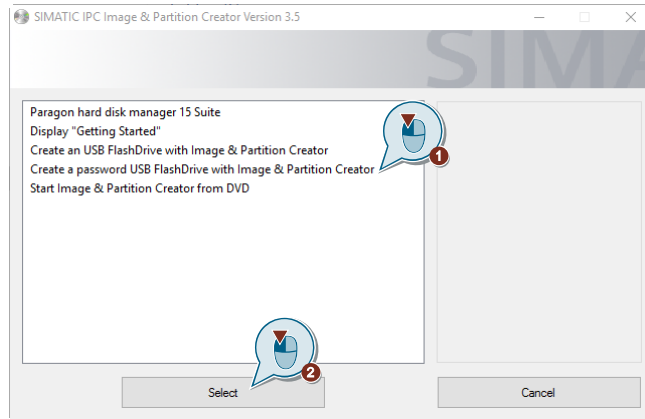 SIMATIC IPC Image & Partition Creator Version 3.5
SIMA
Paragon hard disk manager 15 Suite
Display "Getting Started"
Create an USB FlashDrive with Image & Partition Creator
Create a password USB FlashDrive with Image & Partition Creator
1
Start Image & Partition Creator from DVD
2
Select
Cancel